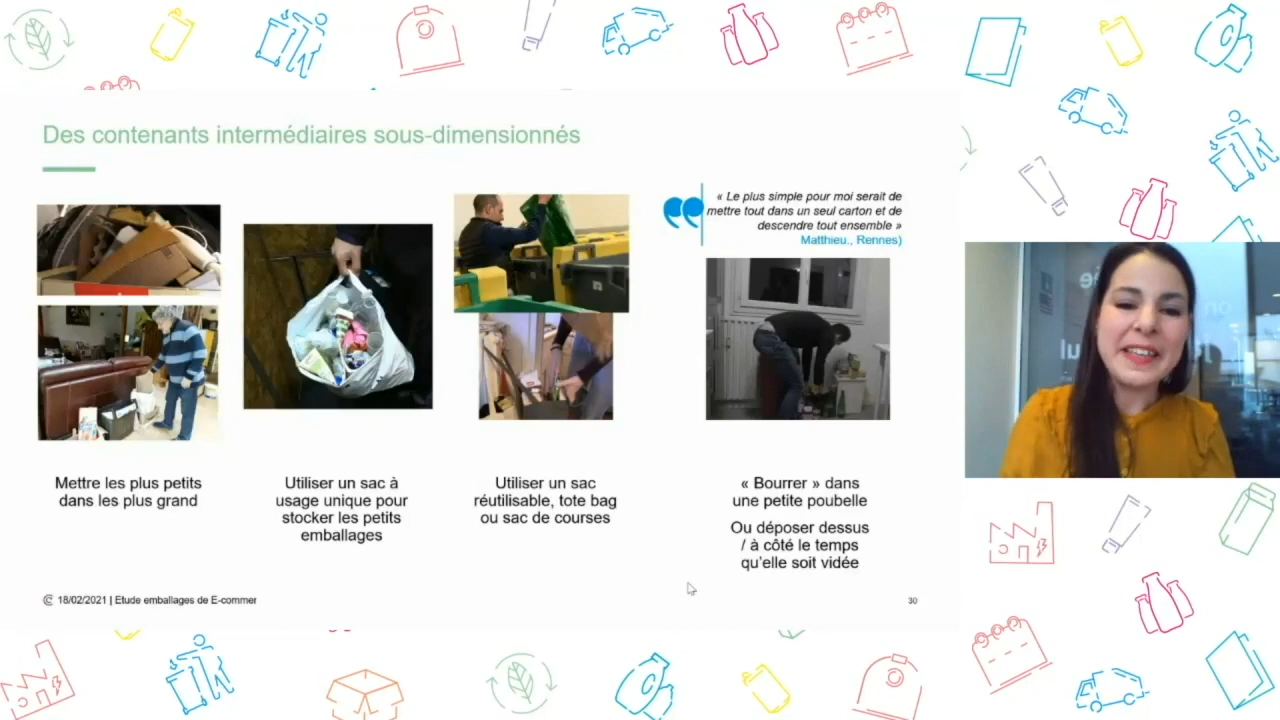 Des contenants intermédiaires sous-dimensionnés
« Le plus simple pour moi serait de
mettre tout dans un seul carton et de
descendre tout ensemble »
Matthieu., Rennes)
Mettre les plus petits
dans les plus grand
Utiliser un sac à
usage unique pour
stocker les petits
emballages
Utiliser un sac
réutilisable, tote bag
ou sac de courses
« Bourrer » dans
une petite poubelle
Ou déposer dessus
/ à côté le temps
qu'elle soit vidée
18/02/2021 | Etude emballages de E-commer
30